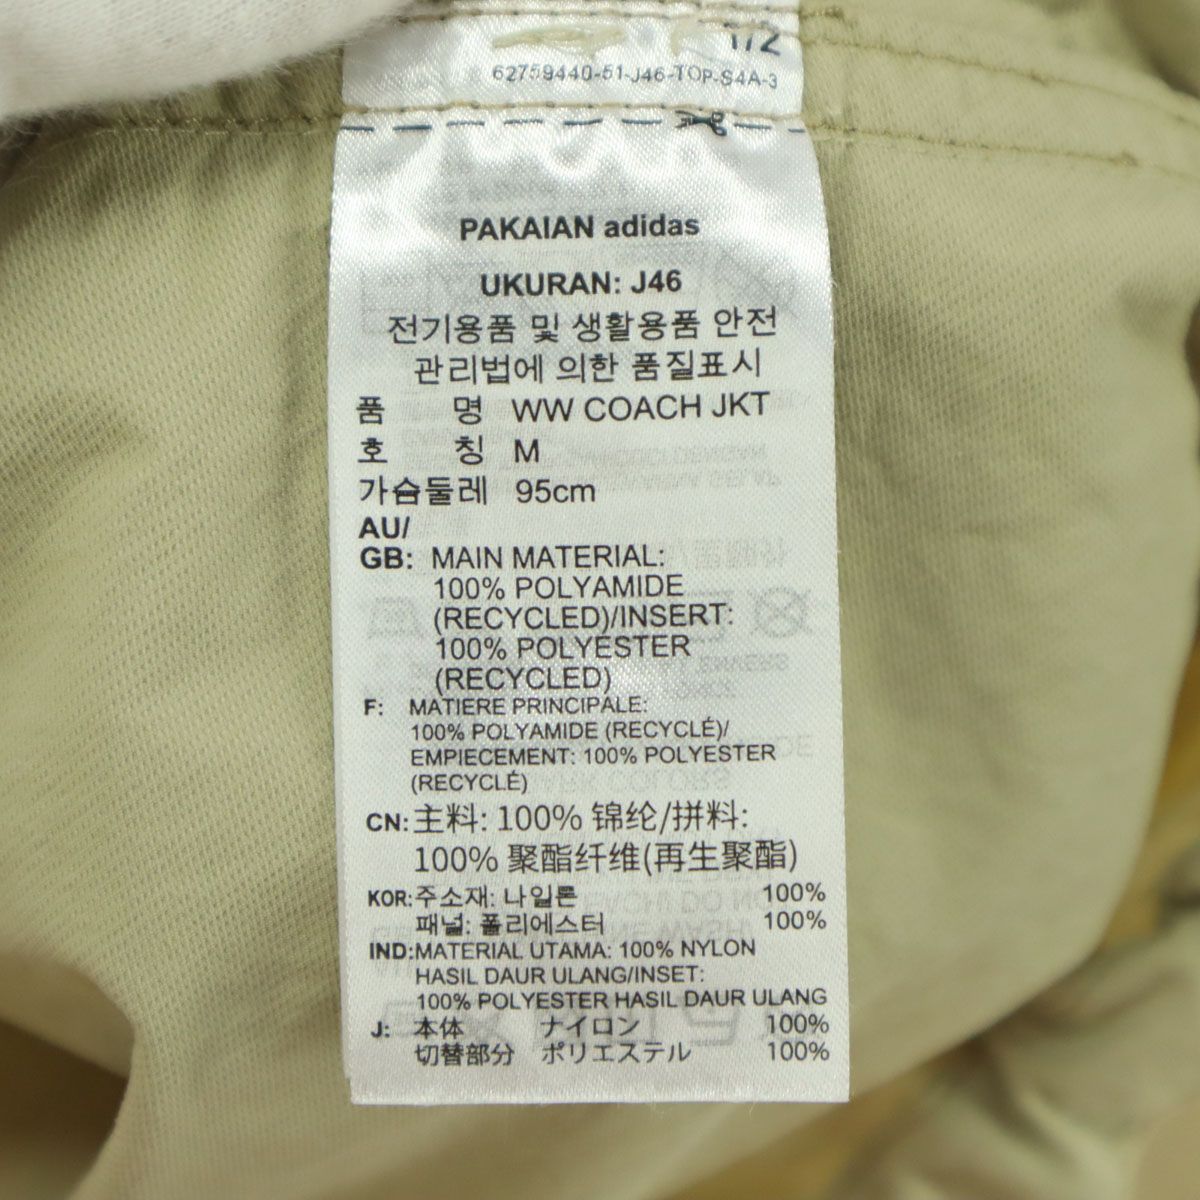 1/2
62759440-51-J46-TOP-S4A-3
PAKAIAN adidas
UKURAN: J46
전기용품 및 생활용품 안전
관리법에 의한 품질표시
품 명 WW COACH JKT
호 칭 M
가슴둘레 95cm
AU/
GB: MAIN MATERIAL:
100% POLYAMIDE
(RECYCLED)/INSERT:
100% POLYESTER
(RECYCLED)
F: MATIERE PRINCIPALE:
100% POLYAMIDE (RECYCLÉ)/
EMPIECEMENT: 100% POLYESTER
(RECYCLÉ)
CN: 主料: 100% 锦纶/拼料:
100% 聚酯纤维(再生聚酯)
KOR: 주소재: 나일론 100%
패널: 폴리에스터 100%
IND: MATERIAL UTAMA: 100% NYLON
HASIL DAUR ULANG/INSET:
100% POLYESTER HASIL DAUR ULANG
J: 本体 ナイロン 100%
切替部分 ポリエステル 100%